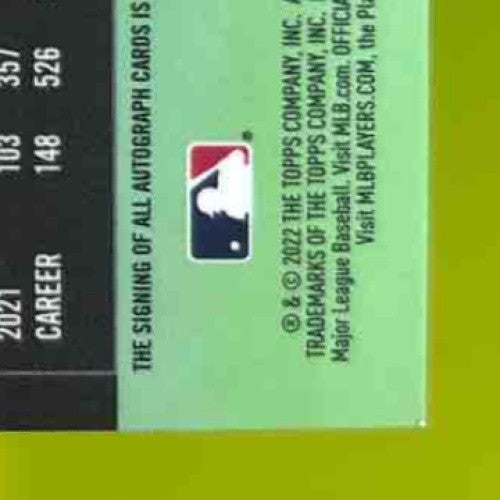 2021 103 357
CAREER 148 526
THE SIGNING OF ALL AUTOGRAPH CARDS IS
®
® & © 2022 THE TOPPS COMPANY, INC.
TRADEMARKS OF THE TOPPS COMPANY, INC.
Major League Baseball. Visit MLB.com. OFFICIA
Visit MLBPLAYERS.COM, the Pla